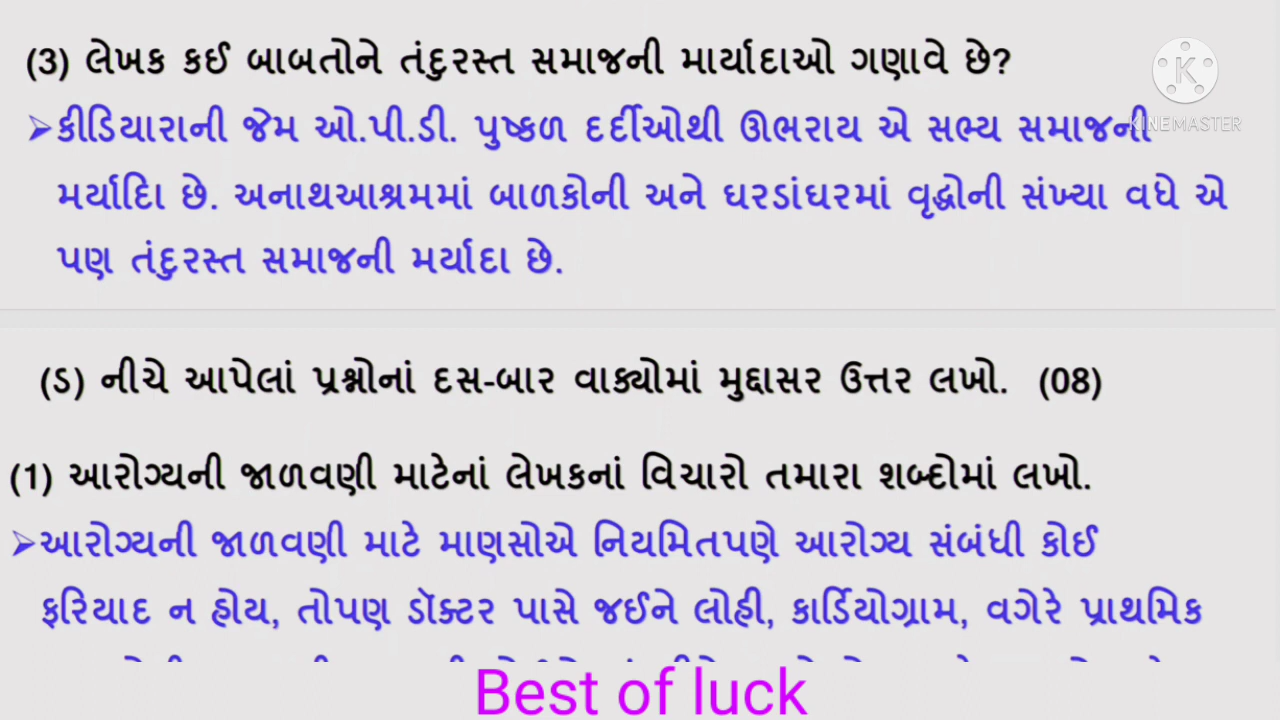 (3) લેખક કઈ બાબતોને તંદુરસ્ત સમાજની માર્યાદાઓ ગણાવે છે?
K
KINEMASTER
➢કીડિયારાની જેમ ઓ.પી.ડી. પુષ્કળ દર્દીઓથી ઊભરાય એ સભ્ય સમાજની
મર્યાદિા છે. અનાથઆશ્રમમાં બાળકોની અને ઘરડાંઘરમાં વૃદ્ધોની સંખ્યા વધે એ
પણ તંદુરસ્ત સમાજની મર્યાદા છે.
(ડ) નીચે આપેલાં પ્રશ્નોનાં દસ-બાર વાક્યોમાં મુદ્દાસર ઉત્તર લખો. (08)
(1) આરોગ્યની જાળવણી માટેનાં લેખકનાં વિચારો તમારા શબ્દોમાં લખો.
➢આરોગ્યની જાળવણી માટે માણસોએ નિયમિતપણે આરોગ્ય સંબંધી કોઈ
ફરિયાદ ન હોય, તોપણ ડૉક્ટર પાસે જઈને લોહી, કાર્ડિયોગ્રામ, વગેરે પ્રાથમિક
Best of luck